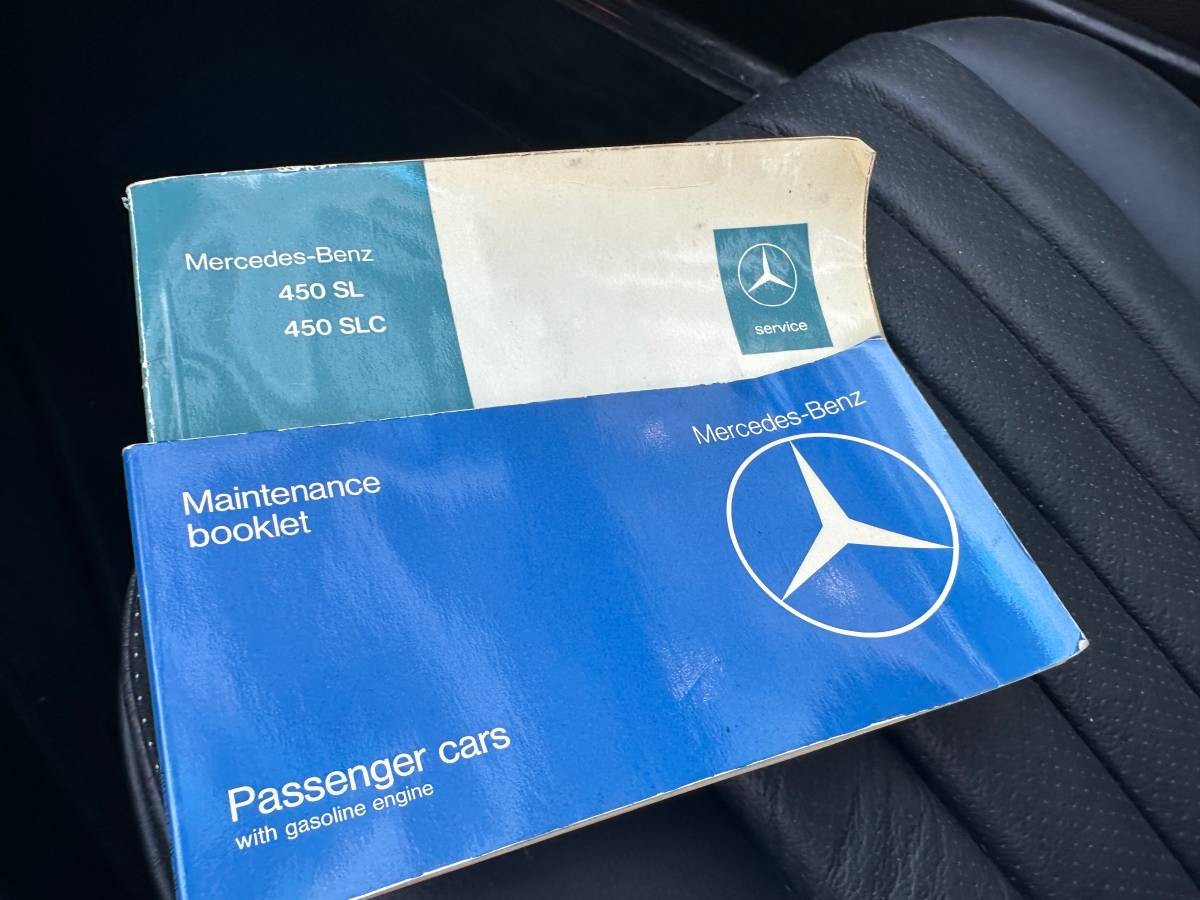 Mercedes-Benz
450 SL
450 SLC
service
Mercedes-Benz
Maintenance
booklet
Passenger cars
with gasoline engine